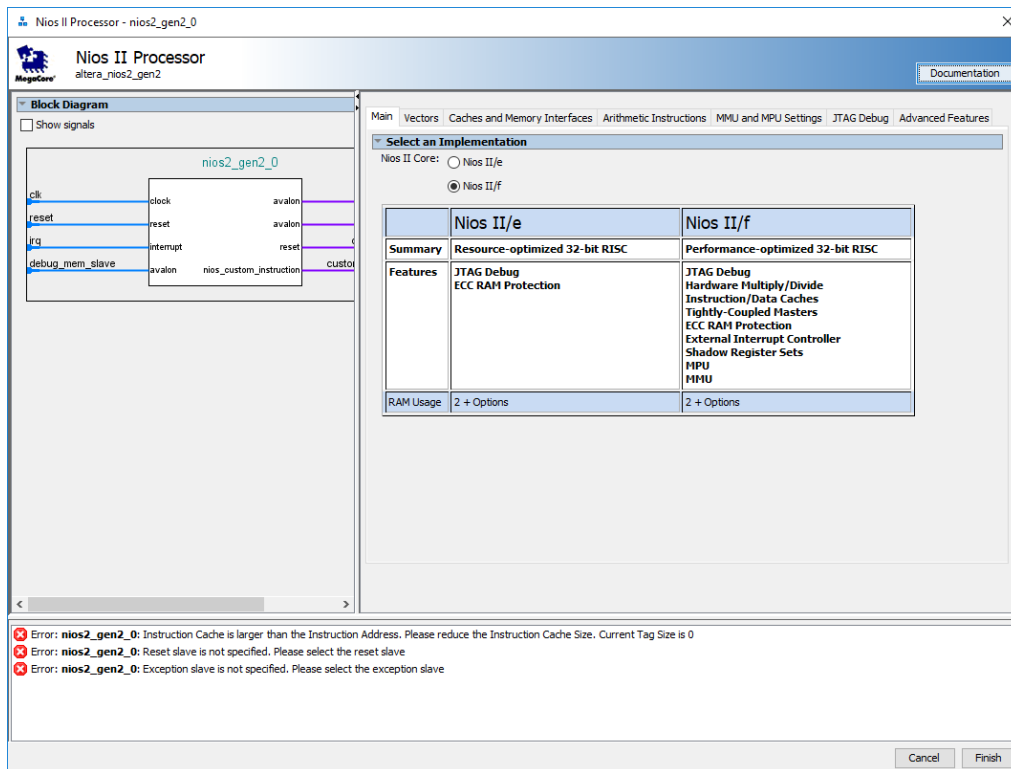 Nios II Processor - nios2_gen2_0
MegaCore'
Nios II Processor
altera_nios2_gen2
Documentation
Block Diagram
Show signals
nios2_gen2_0
clk
clock
avalon
reset
reset
avalon
irq
interrupt
reset
debug_mem_slave
avalon
nios_custom_instruction
Main
Vectors
Caches and Memory Interfaces
Arithmetic Instructions
MMU and MPU Settings
JTAG Debug
Advanced Features
Select an Implementation
Nios II Core:
Nios II/e
Nios II/f
Nios II/e
Nios II/f
Summary
Resource-optimized 32-bit RISC
Performance-optimized 32-bit RISC
Features
JTAG Debug
ECC RAM Protection
JTAG Debug
Hardware Multiply/Divide
Instruction/Data Caches
Tightly-Coupled Masters
ECC RAM Protection
External Interrupt Controller
Shadow Register Sets
MPU
MMU
RAM Usage
2 + Options
2 + Options
Error: nios2_gen2_0: Instruction Cache is larger than the Instruction Address. Please reduce the Instruction Cache Size. Current Tag Size is 0
Error: nios2_gen2_0: Reset slave is not specified. Please select the reset slave
Error: nios2_gen2_0: Exception slave is not specified. Please select the exception slave
Cancel
Finish